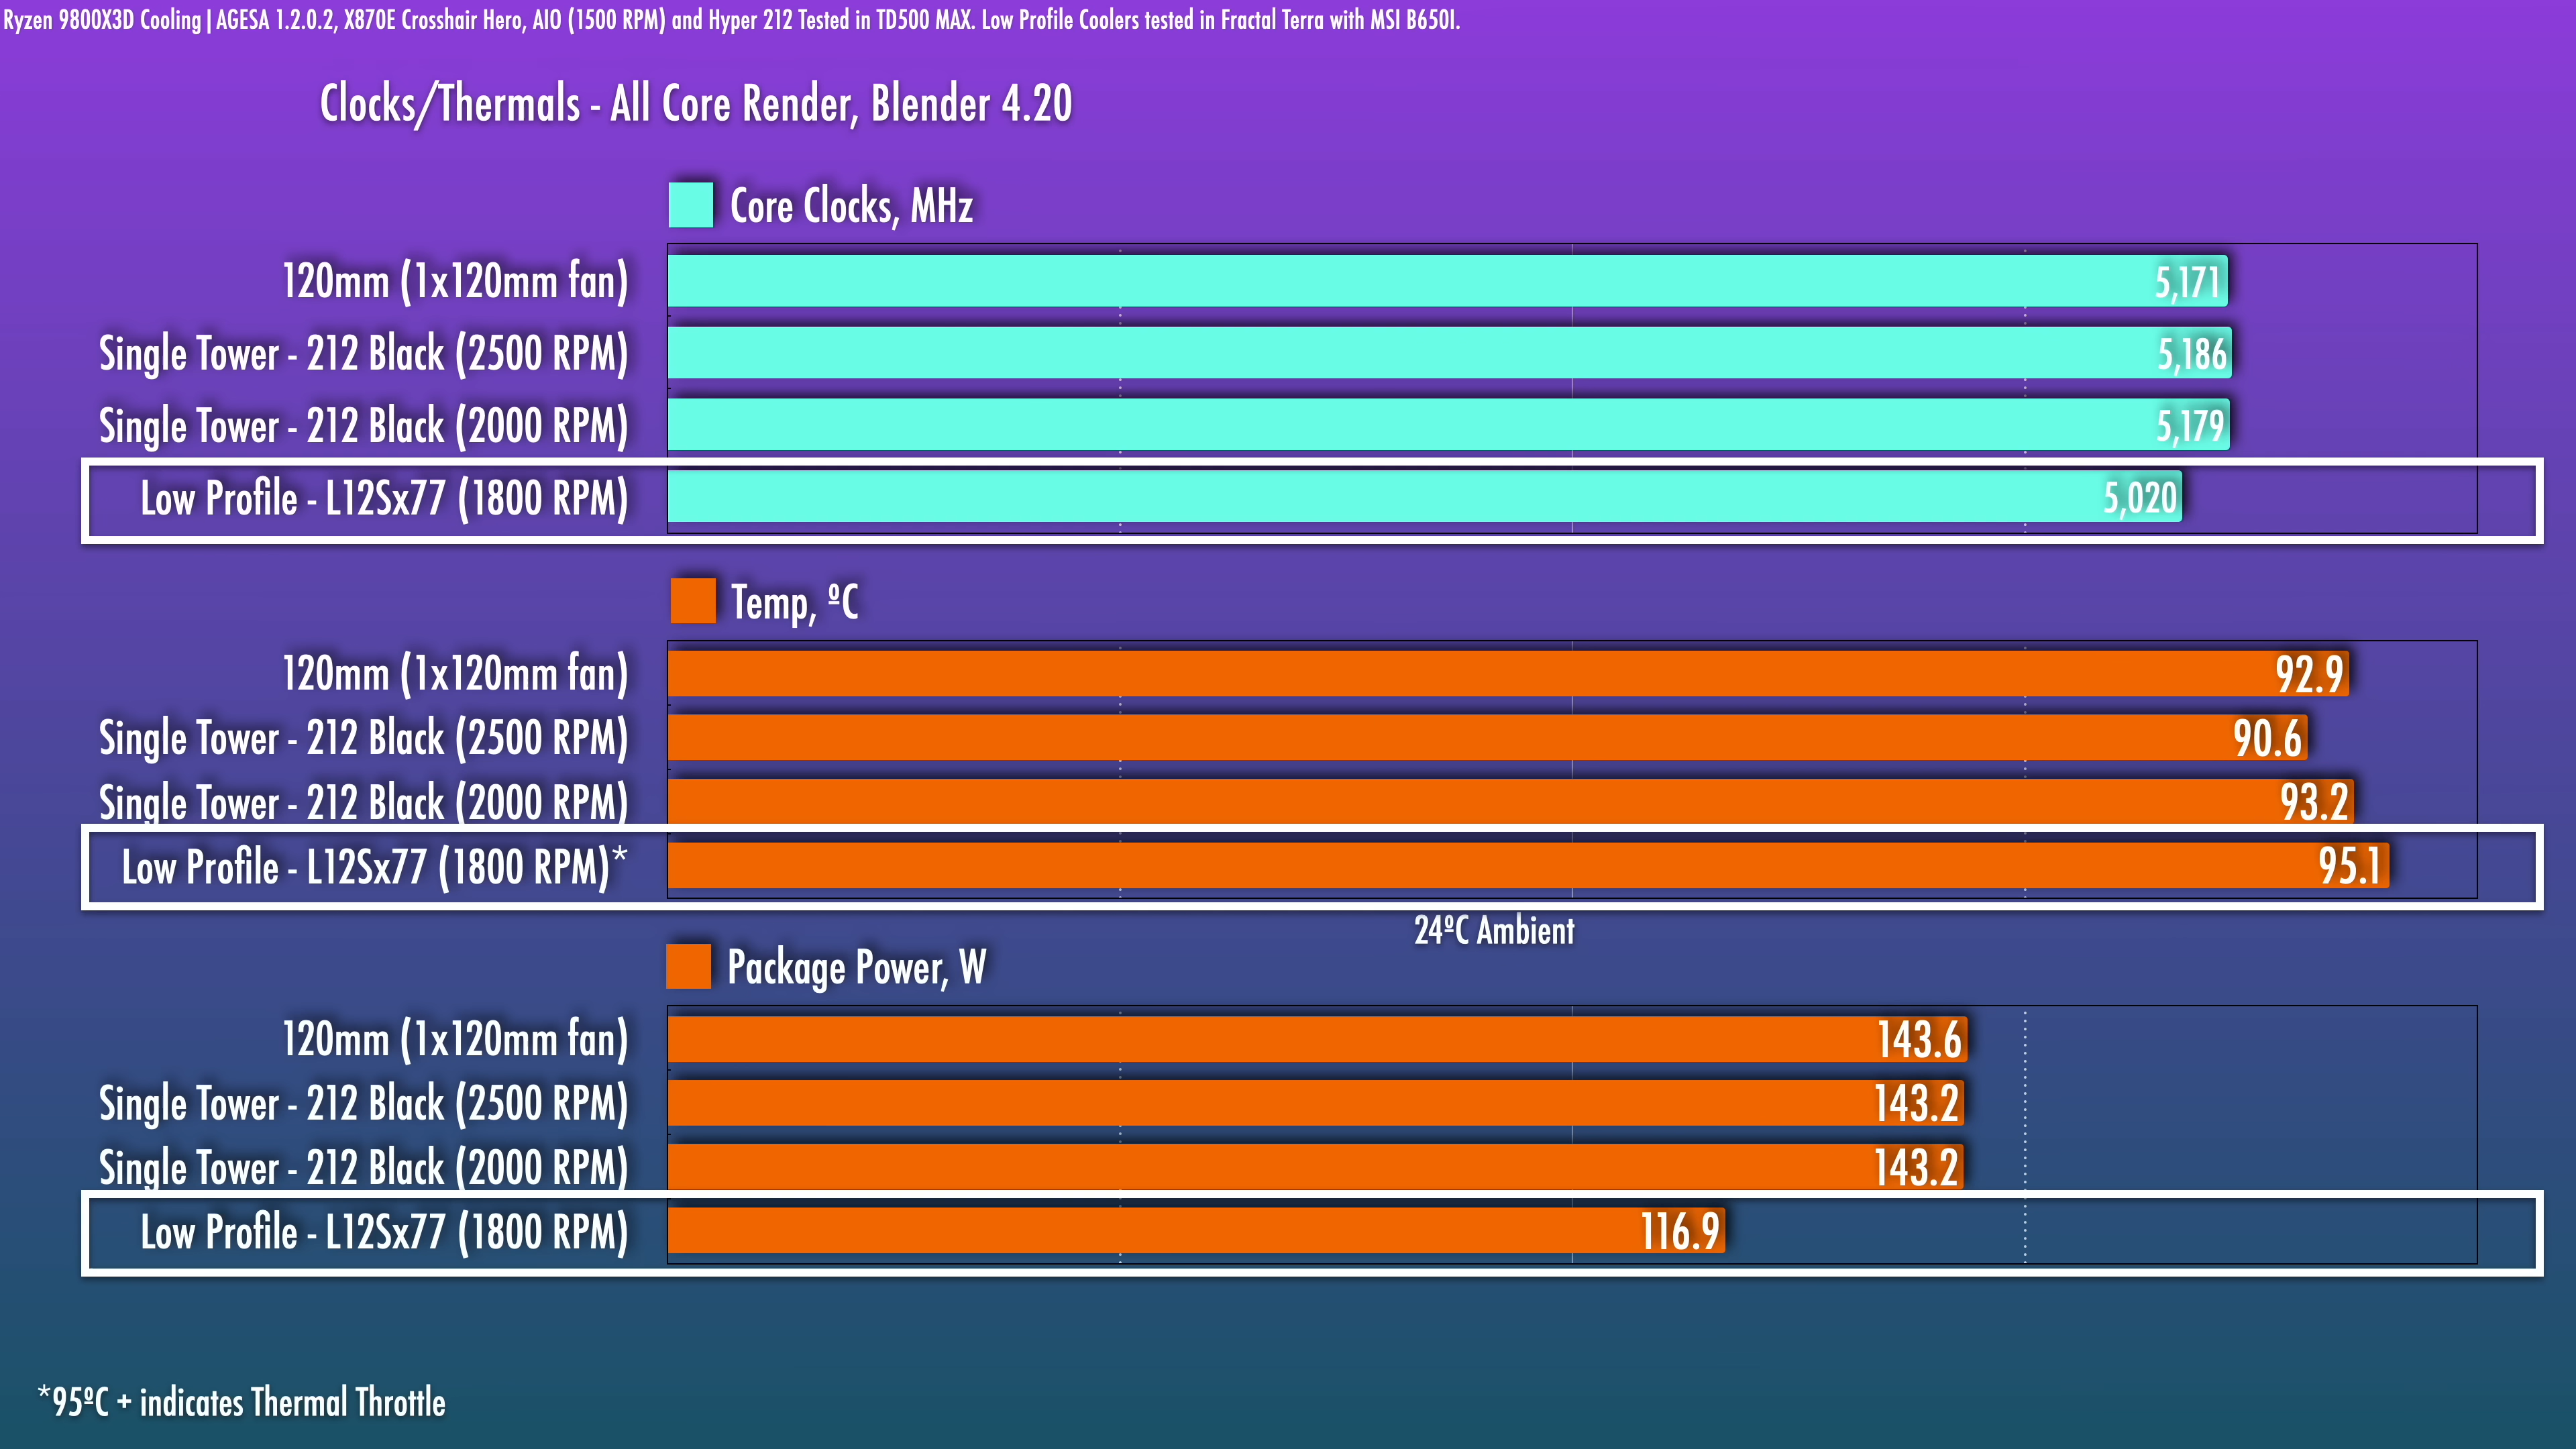 Ryzen 9800X3D Cooling | AGESA 1.2.0.2, X870E Crosshair Hero, AIO (1500 RPM) and Hyper 212 Tested in TD500 MAX. Low Profile Coolers tested in Fractal Terra with MSI B650I.
Clocks/Thermals - All Core Render, Blender 4.20
Core Clocks, MHz
120mm (1x120mm fan) 5,171
Single Tower - 212 Black (2500 RPM) 5,186
Single Tower - 212 Black (2000 RPM) 5,179
Low Profile - L12Sx77 (1800 RPM) 5,020
Temp, ºC
120mm (1x120mm fan) 92.9
Single Tower - 212 Black (2500 RPM) 90.6
Single Tower - 212 Black (2000 RPM) 93.2
Low Profile - L12Sx77 (1800 RPM)* 95.1
24ºC Ambient
Package Power, W
120mm (1x120mm fan) 143.6
Single Tower - 212 Black (2500 RPM) 143.2
Single Tower - 212 Black (2000 RPM) 143.2
Low Profile - L12Sx77 (1800 RPM) 116.9
*95ºC + indicates Thermal Throttle